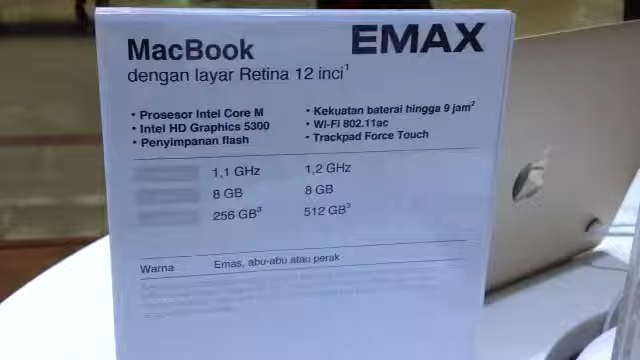 MacBook
EMAX
dengan layar Retina 12 inci¹
• Prosesor Intel Core M
• Intel HD Graphics 5300
• Penyimpanan flash
• Kekuatan baterai hingga 9 jam²
• Wi-Fi 802.11ac
• Trackpad Force Touch
1,1 GHz 1,2 GHz
8 GB 8 GB
256 GB³ 512 GB³
Warna Emas, abu-abu atau perak